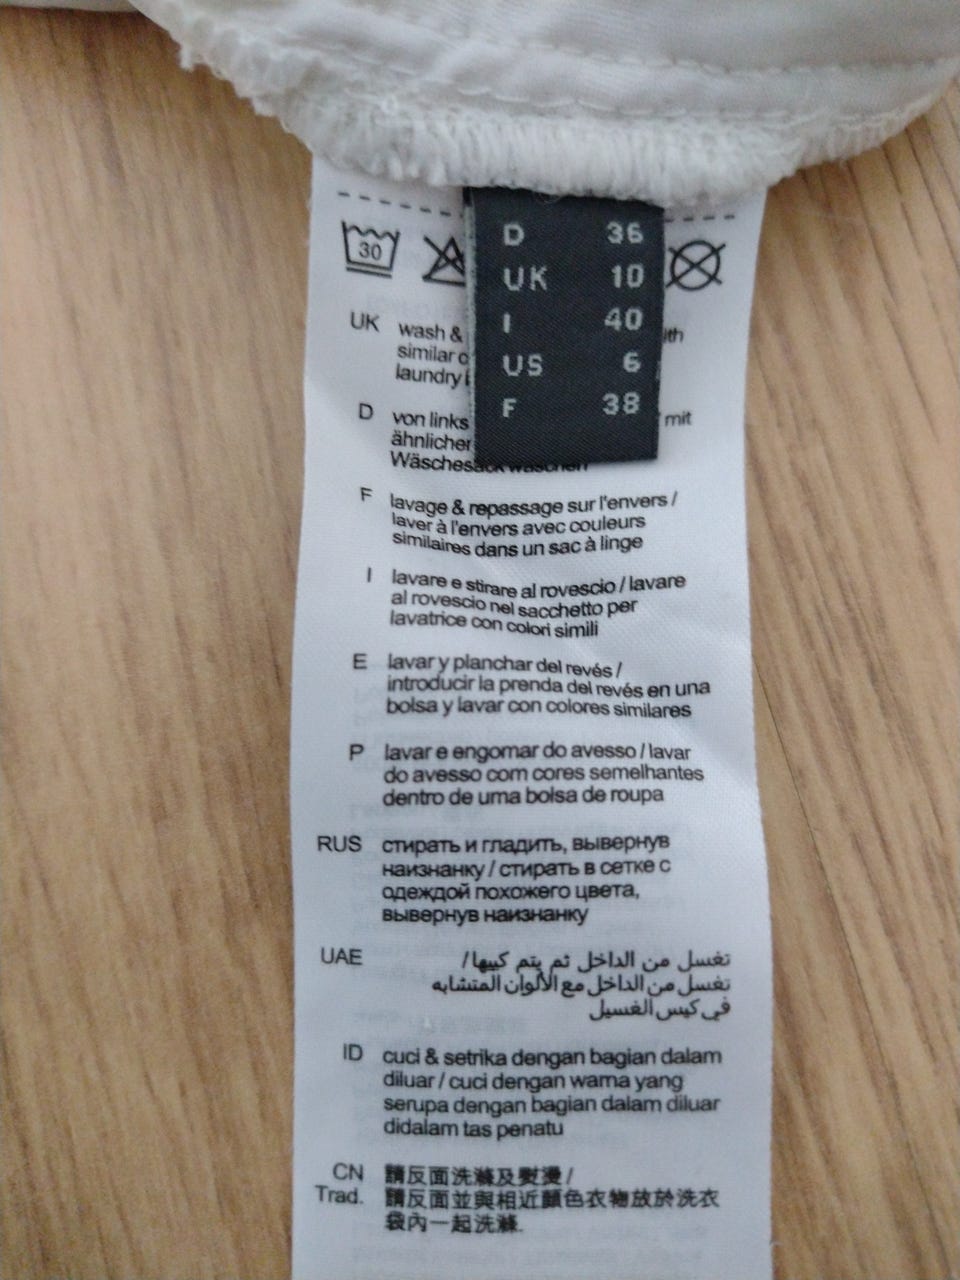 D 36
UK 10
I 40
US 6
F 38
30
UK wash &
similar
laundry
D von links mit
ähnlicher
Wäschesack waschen
F lavage & repassage sur l'envers /
laver à l'envers avec couleurs
similaires dans un sac à linge
I lavare e stirare al rovescio / lavare
al rovescio nel sacchetto per
lavatrice con colori simili
E lavar y planchar del revés /
introducir la prenda del revés en una
bolsa y lavar con colores similares
P lavar e engomar do avesso / lavar
do avesso com cores semelhantes
dentro de uma bolsa de roupa
RUS стирать и гладить, вывернув
наизнанку / стирать в сетке с
одеждой похожего цвета,
вывернув наизнанку
UAE تغسل من الداخل ثم يتم كييها /
تغسل من الداخل مع الألوان المتشابه
في كيس الغسيل
ID cuci & setrika dengan bagian dalam
diluar / cuci dengan warna yang
serupa dengan bagian dalam diluar
didalam tas penatu
CN 請反面洗滌及熨燙 /
Trad. 請反面並與相近顏色衣物放於洗衣
袋內一起洗滌.